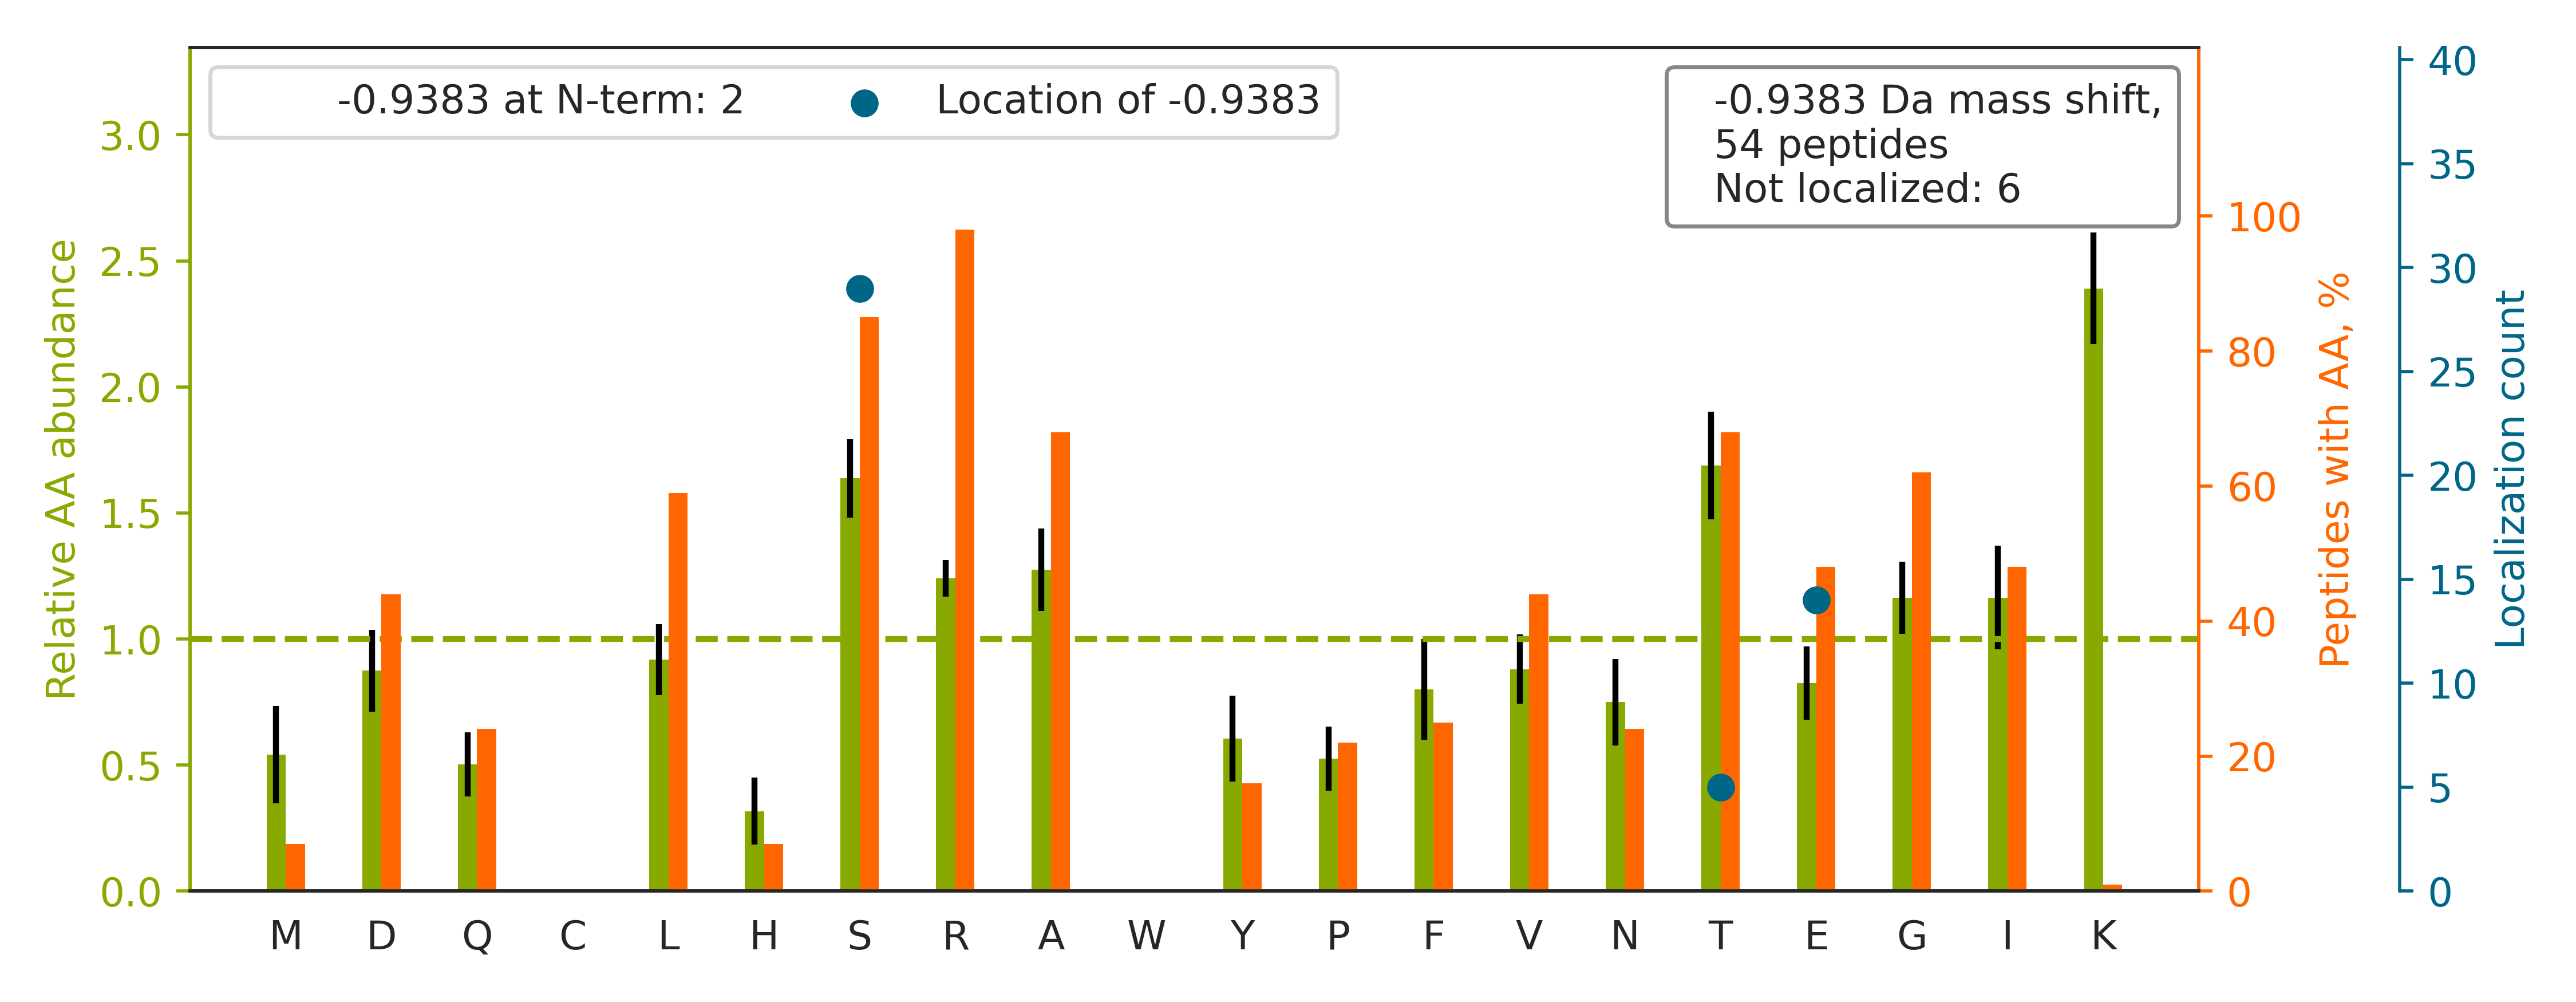 -0.9383 at N-term: 2
Location of -0.9383
-0.9383 Da mass shift,
54 peptides
Not localized: 6
Relative AA abundance
3.0
2.5
2.0
1.5
1.0
0.5
0.0
M D Q C L H S R A W Y P F V N T E G I K
100
80
60
40
20
0
Peptides with AA, %
40
35
30
25
20
15
10
5
0
Localization count